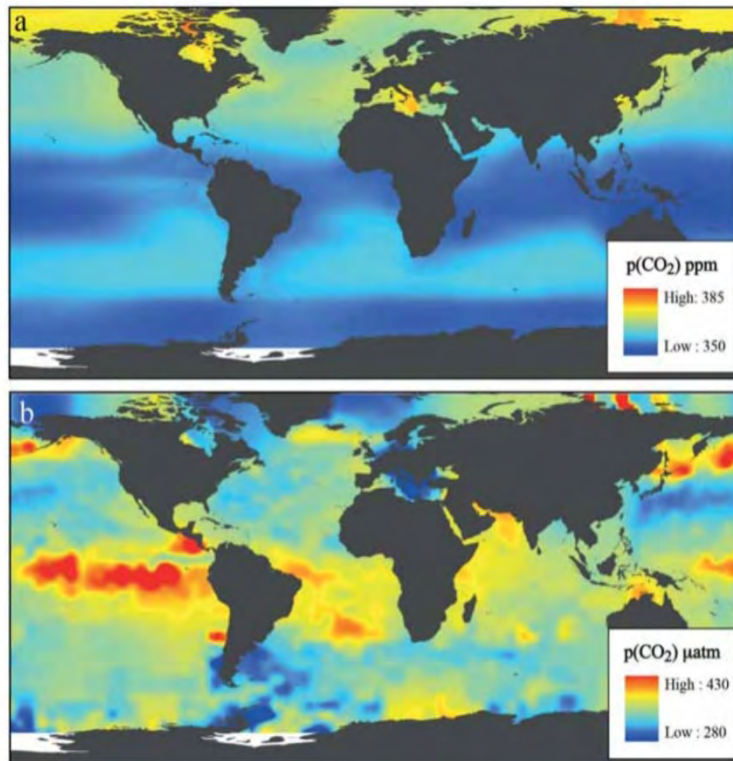 a
p(CO₂) ppm
High: 385
Low : 350
b
p(CO₂) µatm
High : 430
Low : 280